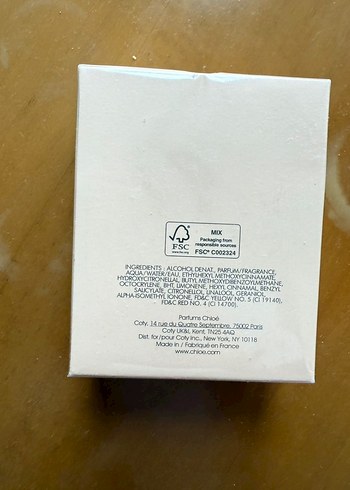 FSC
www.fsc.org
MIX
Packaging from
responsible sources
FSC® C002324
INGREDIENTS : ALCOHOL DENAT., PARFUM/FRAGRANCE,
AQUA/WATER/EAU, ETHYLHEXYL METHOXYCINNAMATE,
HYDROXYCITRONELLAL, BUTYL METHOXYDIBENZOYLMETHANE,
OCTOCRYLENE, BHT, LIMONENE, HEXYL CINNAMAL, BENZYL
SALICYLATE, CITRONELLOL, LINALOOL, GERANIOL,
ALPHA-ISOMETHYL IONONE, FD&C YELLOW NO. 5 (CI 19140),
FD&C RED NO. 4 (CI 14700).
Parfums Chloé
Coty, 14 rue du Quatre Septembre, 75002 Paris
Coty UK&I, Kent, TN25 4AQ
Dist. for/pour Coty Inc., New York, NY 10118
Made in / Fabriqué en France
www.chloe.com